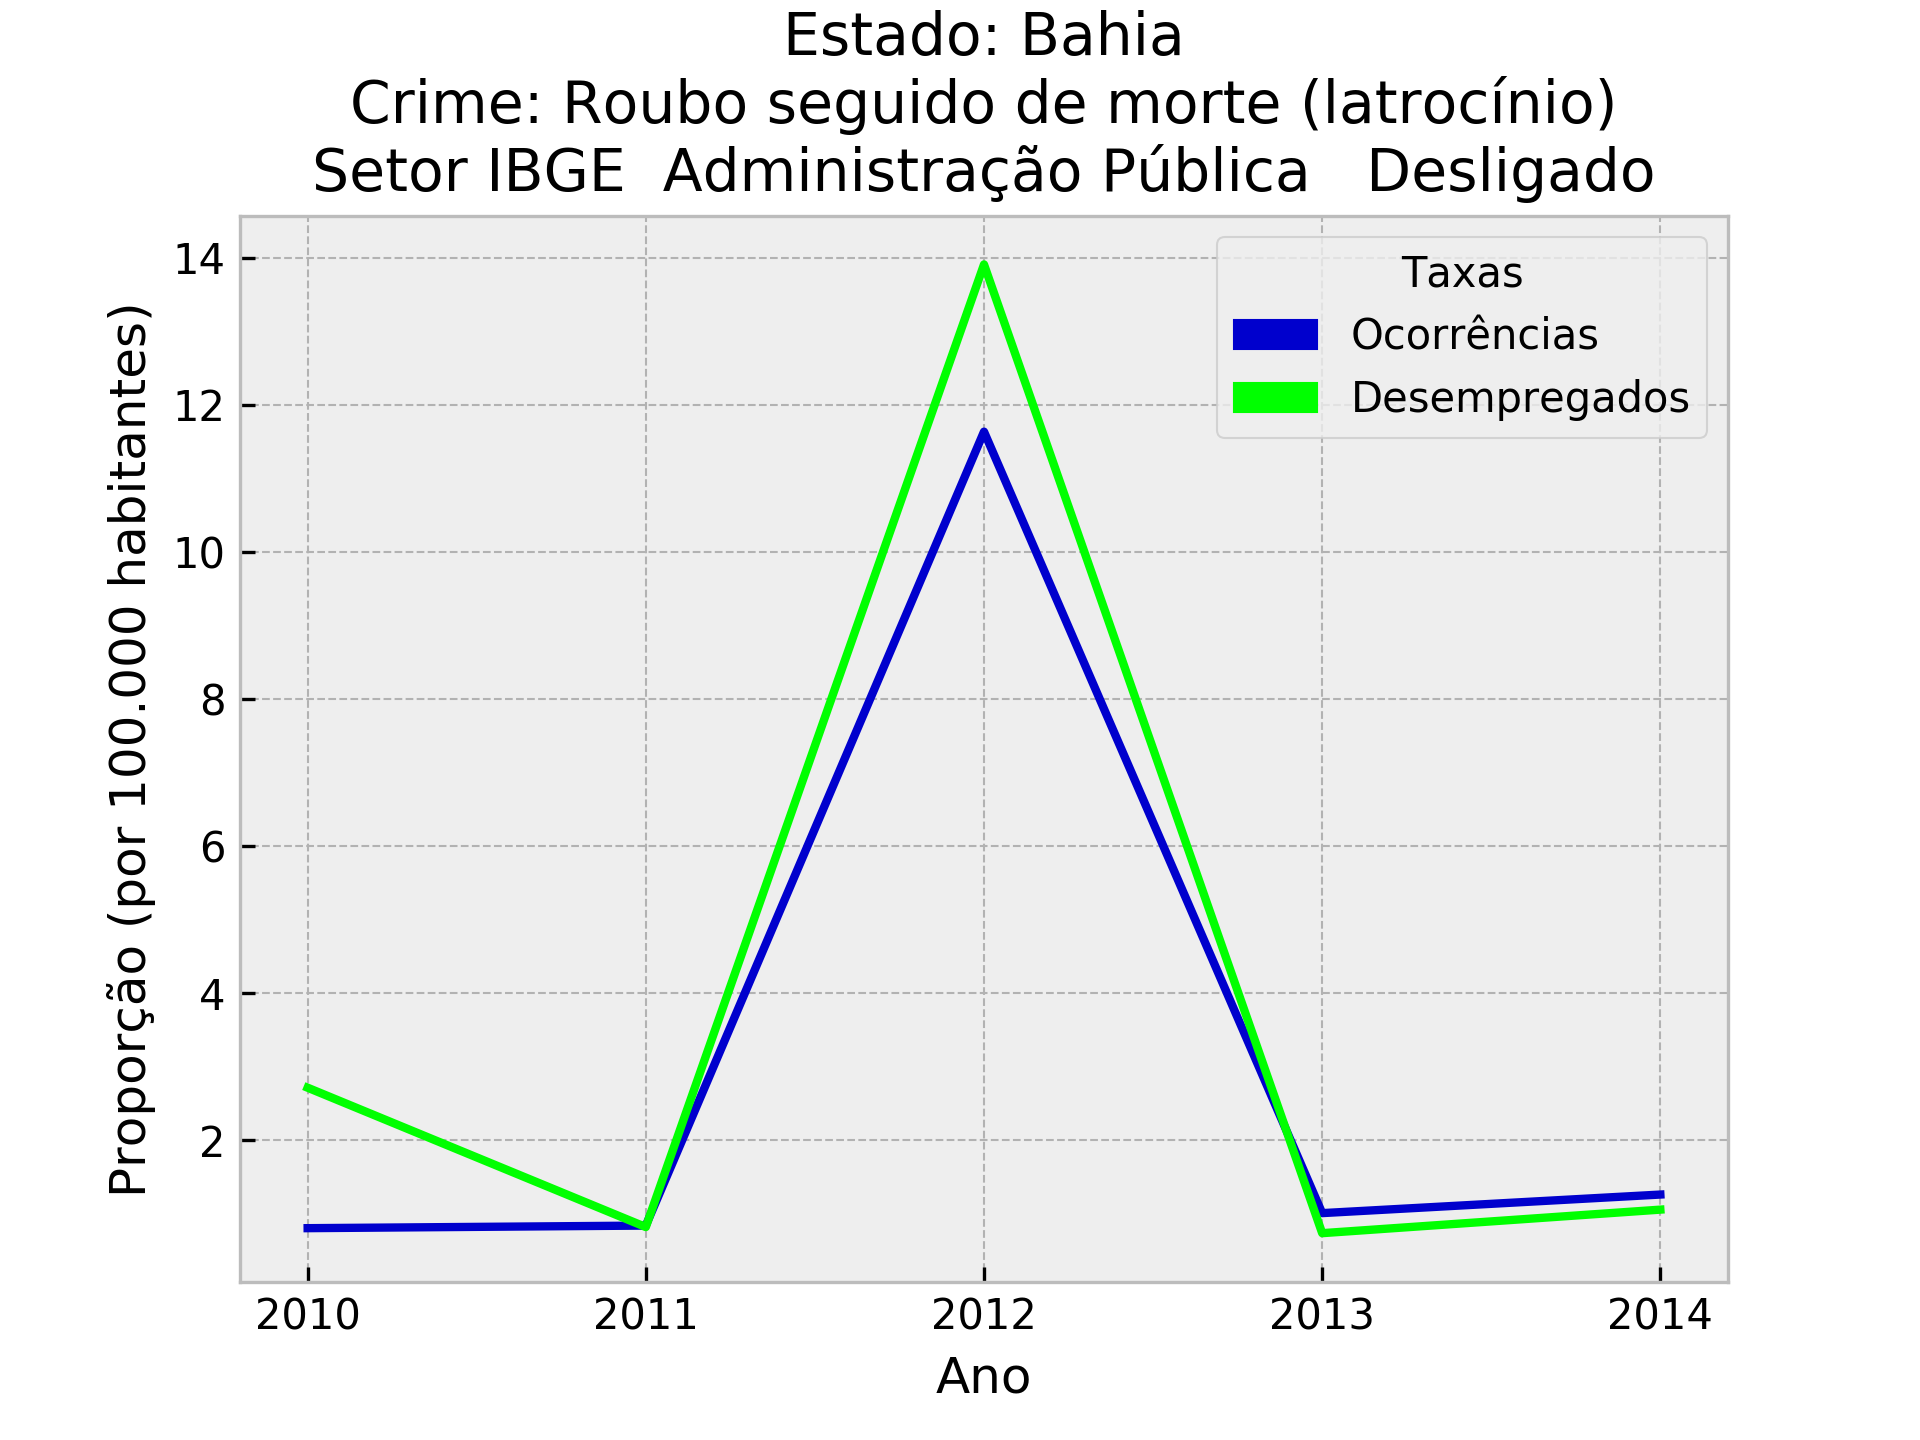 Estado: Bahia
Crime: Roubo seguido de morte (latrocínio)
Setor IBGE  Administração Pública   Desligado
Proporção (por 100.000 habitantes)
14
12
10
8
6
4
2
Taxas
Ocorrências
Desempregados
2010 2011 2012 2013 2014
Ano